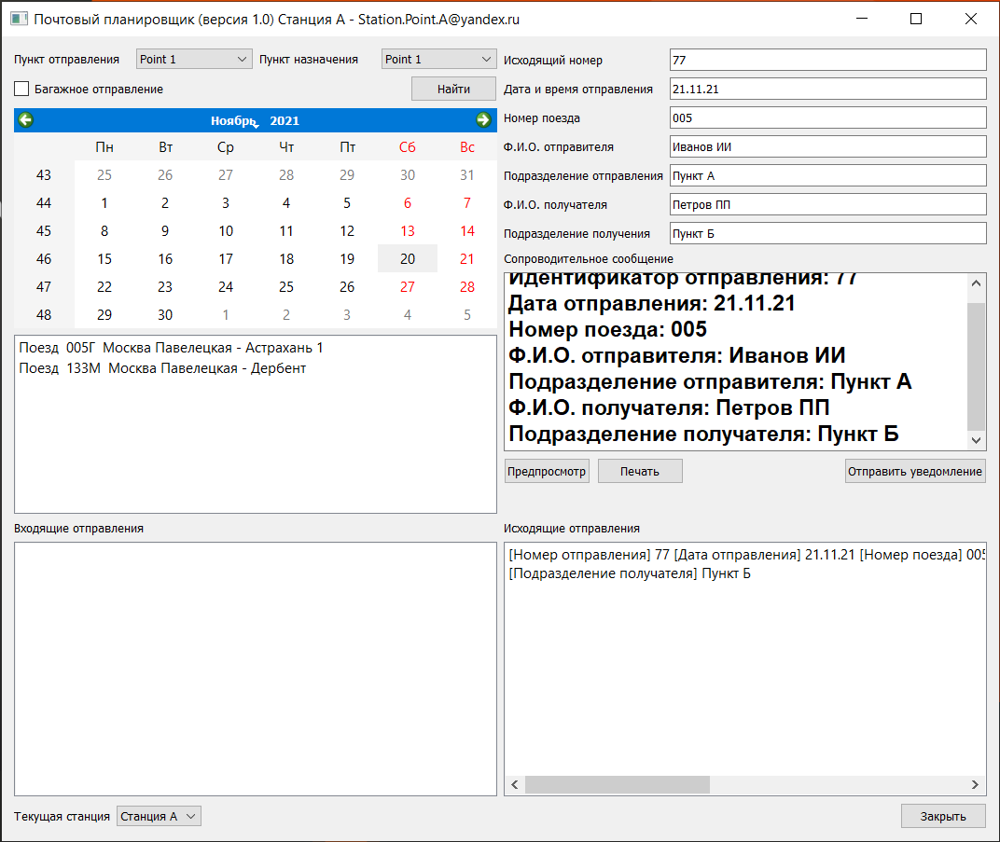 Почтовый планировщик (версия 1.0) Станция А - Station.Point.A@yandex.ru
Пункт отправления Point 1 Пункт назначения Point 1
Багажное отправление Найти
Ноябрь, 2021
Пн Вт Ср Чт Пт Сб Вс
43 25 26 27 28 29 30 31
44 1 2 3 4 5 6 7
45 8 9 10 11 12 13 14
46 15 16 17 18 19 20 21
47 22 23 24 25 26 27 28
48 29 30 1 2 3 4 5
Поезд 005Г Москва Павелецкая - Астрахань 1
Поезд 133М Москва Павелецкая - Дербент
Исходящий номер 77
Дата и время отправления 21.11.21
Номер поезда 005
Ф.И.О. отправителя Иванов ИИ
Подразделение отправления Пункт А
Ф.И.О. получателя Петров ПП
Подразделение получения Пункт Б
Сопроводительное сообщение
Идентификатор отправления: 77
Дата отправления: 21.11.21
Номер поезда: 005
Ф.И.О. отправителя: Иванов ИИ
Подразделение отправителя: Пункт А
Ф.И.О. получателя: Петров ПП
Подразделение получателя: Пункт Б
Предпросмотр Печать Отправить уведомление
Входящие отправления
Исходящие отправления
[Номер отправления] 77 [Дата отправления] 21.11.21 [Номер поезда] 005
[Подразделение получателя] Пункт Б
Текущая станция Станция А
Закрыть